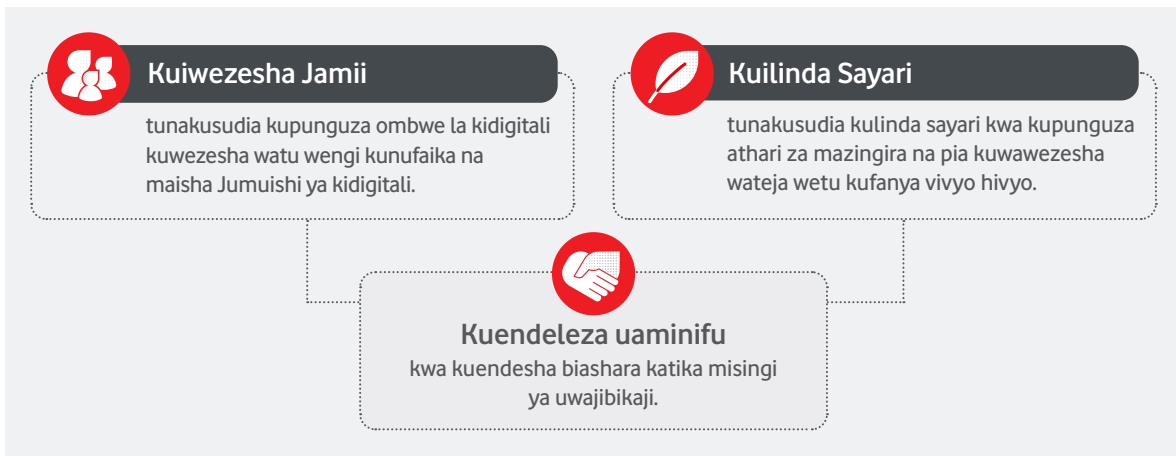 Kuiwezesha Jamii
tunakusudia kupunguza ombwe la kidigitali
kuwezesha watu wengi kunufaika na
maisha Jumuishi ya kidigitali.
Kuilinda Sayari
tunakusudia kulinda sayari kwa kupunguza
athari za mazingira na pia kuwawezesha
wateja wetu kufanya vivyo hivyo.
Kuendeleza uaminifu
kwa kuendesha biashara katika misingi
ya uwajibikaji.